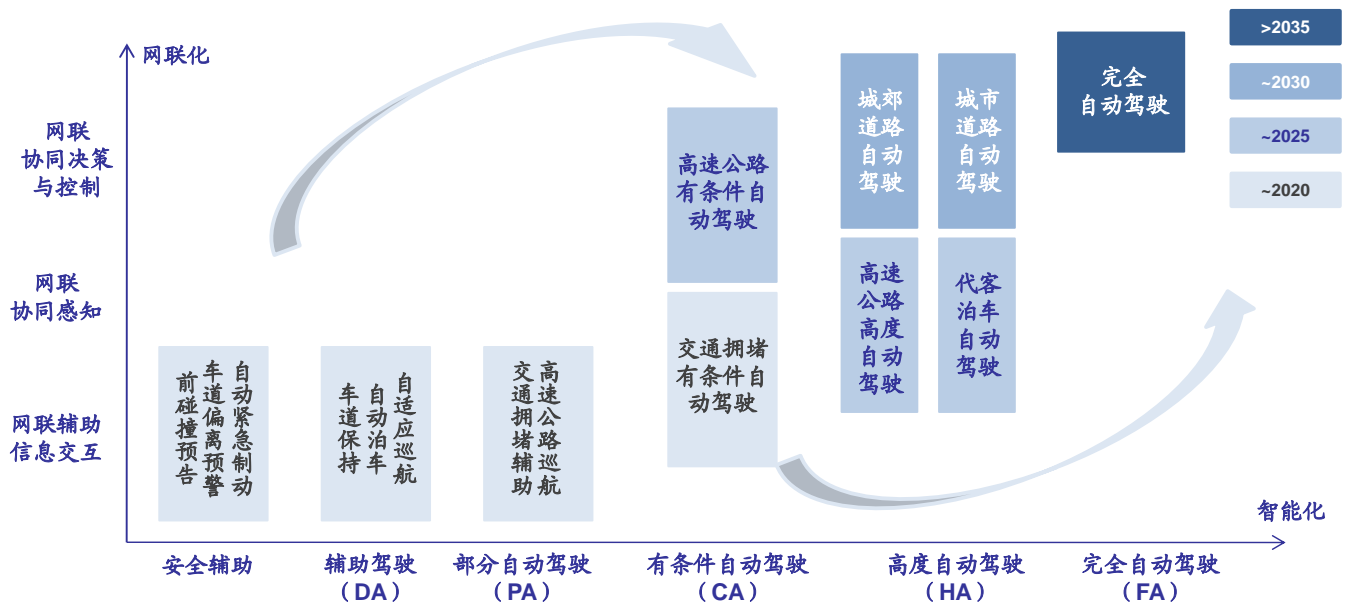 网联化
网联
协同决策
与控制
网联
协同感知
网联辅助
信息交互
前碰撞预告
车道偏离预警
自动紧急制动
车道保持
自动泊车
自适应巡航
交通拥堵辅助
高速公路巡航
高速公路
有条件自
动驾驶
交通拥堵
有条件自
动驾驶
城郊
道路
自动
驾驶
城市
道路
自动
驾驶
高速
公路
高度
自动
驾驶
代客
泊车
自动
驾驶
完全
自动驾驶
>2035
~2030
~2025
~2020
智能化
安全辅助
辅助驾驶
（DA）
部分自动驾驶
（PA）
有条件自动驾驶
（CA）
高度自动驾驶
（HA）
完全自动驾驶
（FA）